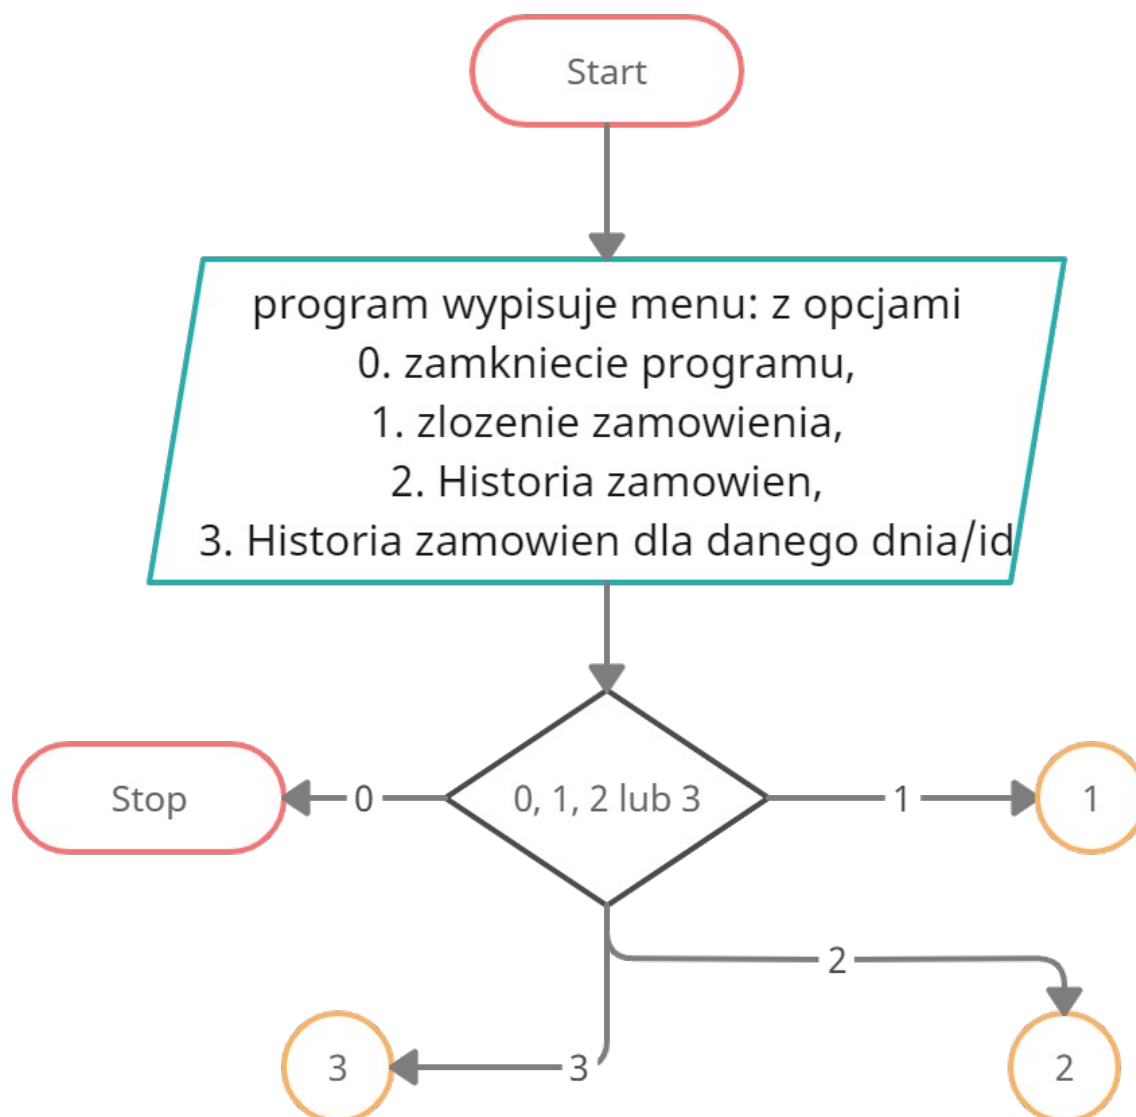 Start
program wypisuje menu: z opcjami
0. zamkniecie programu,
1. zlozenie zamowienia,
2. Historia zamowien,
3. Historia zamowien dla danego dnia/id
Stop
0
0, 1, 2 lub 3
1
1
2
3
3
2